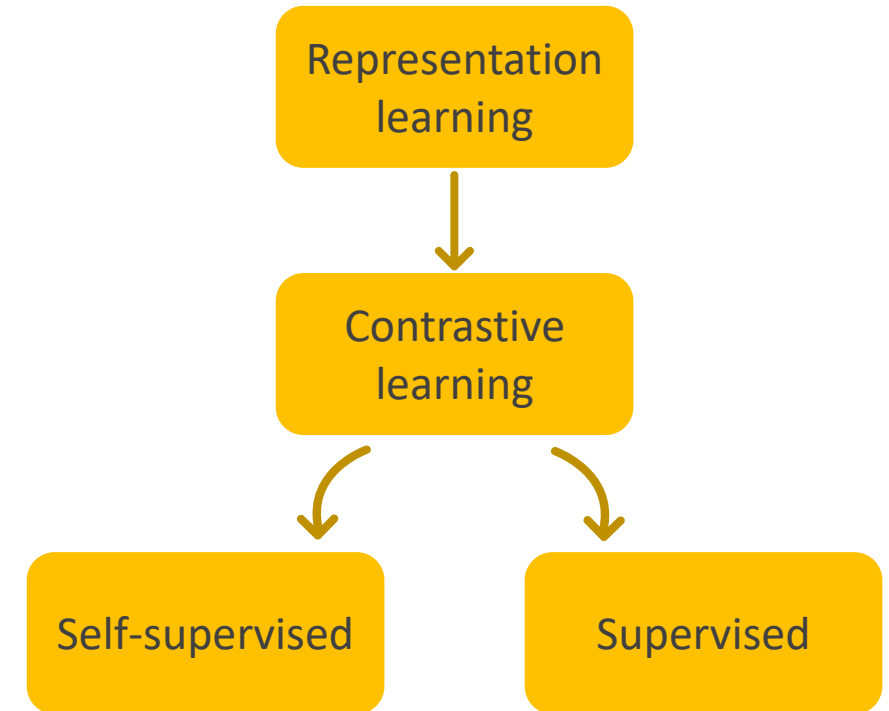 Representation
learning
Contrastive
learning
Self-supervised
Supervised